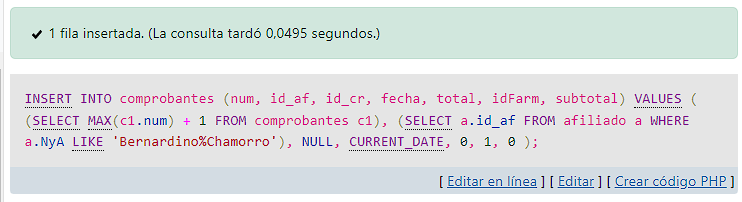 ✔ 1 fila insertada. (La consulta tardó 0,0495 segundos.)
INSERT INTO comprobantes (num, id_af, id_cr, fecha, total, idFarm, subtotal) VALUES (
(SELECT MAX(c1.num) + 1 FROM comprobantes c1), (SELECT a.id_af FROM afiliado a WHERE
a.NyA LIKE 'Bernardino%Chamorro'), NULL, CURRENT_DATE, 0, 1, 0 );
[ Editar en línea ] [ Editar ] [ Crear código PHP ]